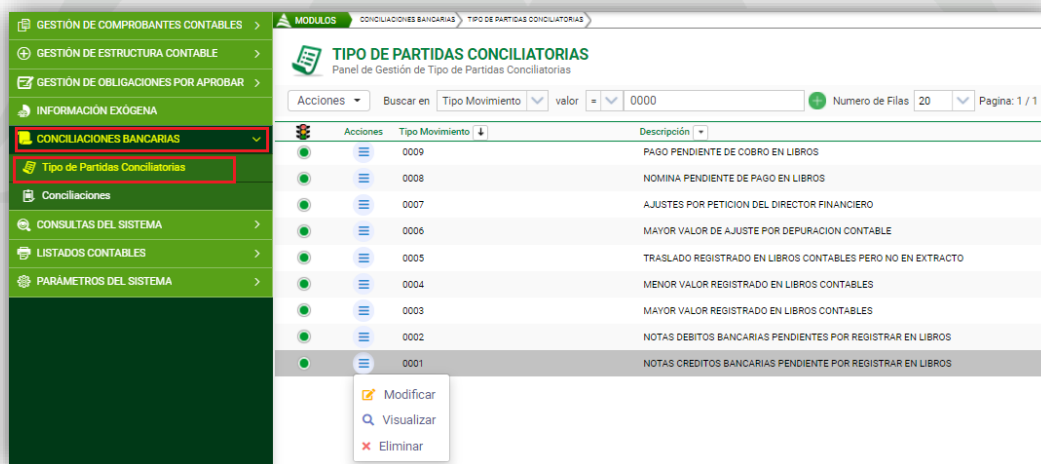 GESTIÓN DE COMPROBANTES CONTABLES
GESTIÓN DE ESTRUCTURA CONTABLE
GESTIÓN DE OBLIGACIONES POR APROBAR
INFORMACIÓN EXÓGENA
CONCILIACIONES BANCARIAS
Tipo de Partidas Conciliatorias
Conciliaciones
CONSULTAS DEL SISTEMA
LISTADOS CONTABLES
PARÁMETROS DEL SISTEMA
MODULOS CONCILIACIONES BANCARIAS TIPO DE PARTIDAS CONCILIATORIAS
TIPO DE PARTIDAS CONCILIATORIAS
Panel de Gestión de Tipo de Partidas Conciliatorias
Acciones Buscar en Tipo Movimiento valor = 0000 Numero de Filas 20 Pagina: 1 / 1
Acciones Tipo Movimiento Descripción
0009 PAGO PENDIENTE DE COBRO EN LIBROS
0008 NOMINA PENDIENTE DE PAGO EN LIBROS
0007 AJUSTES POR PETICION DEL DIRECTOR FINANCIERO
0006 MAYOR VALOR DE AJUSTE POR DEPURACION CONTABLE
0005 TRASLADO REGISTRADO EN LIBROS CONTABLES PERO NO EN EXTRACTO
0004 MENOR VALOR REGISTRADO EN LIBROS CONTABLES
0003 MAYOR VALOR REGISTRADO EN LIBROS CONTABLES
0002 NOTAS DEBITOS BANCARIAS PENDIENTES POR REGISTRAR EN LIBROS
0001 NOTAS CREDITOS BANCARIAS PENDIENTE POR REGISTRAR EN LIBROS
Modificar
Visualizar
Eliminar